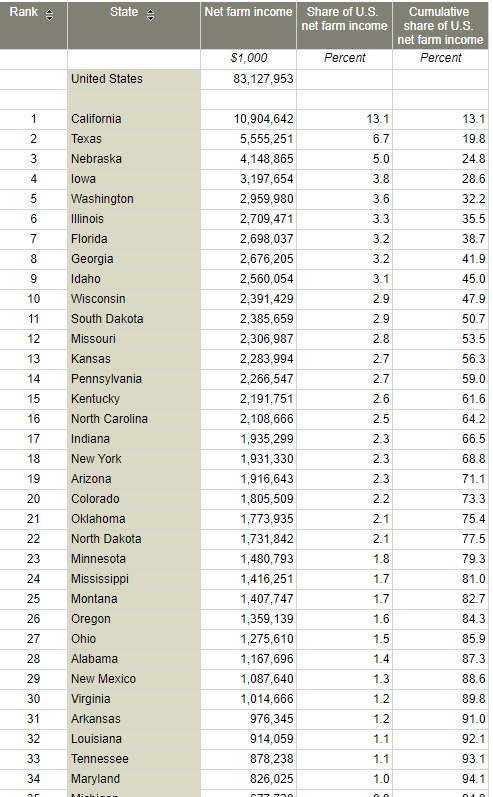 Rank State Net farm income Share of U.S. net farm income Cumulative share of U.S. net farm income
$1,000 Percent Percent
United States 83,127,953
1 California 10,904,642 13.1 13.1
2 Texas 5,555,251 6.7 19.8
3 Nebraska 4,148,865 5.0 24.8
4 Iowa 3,197,654 3.8 28.6
5 Washington 2,959,980 3.6 32.2
6 Illinois 2,709,471 3.3 35.5
7 Florida 2,698,037 3.2 38.7
8 Georgia 2,676,205 3.2 41.9
9 Idaho 2,560,054 3.1 45.0
10 Wisconsin 2,391,429 2.9 47.9
11 South Dakota 2,385,659 2.9 50.7
12 Missouri 2,306,987 2.8 53.5
13 Kansas 2,283,994 2.7 56.3
14 Pennsylvania 2,266,547 2.7 59.0
15 Kentucky 2,191,751 2.6 61.6
16 North Carolina 2,108,666 2.5 64.2
17 Indiana 1,935,299 2.3 66.5
18 New York 1,931,330 2.3 68.8
19 Arizona 1,916,643 2.3 71.1
20 Colorado 1,805,509 2.2 73.3
21 Oklahoma 1,773,935 2.1 75.4
22 North Dakota 1,731,842 2.1 77.5
23 Minnesota 1,480,793 1.8 79.3
24 Mississippi 1,416,251 1.7 81.0
25 Montana 1,407,747 1.7 82.7
26 Oregon 1,359,139 1.6 84.3
27 Ohio 1,275,610 1.5 85.9
28 Alabama 1,167,696 1.4 87.3
29 New Mexico 1,087,640 1.3 88.6
30 Virginia 1,014,666 1.2 89.8
31 Arkansas 976,345 1.2 91.0
32 Louisiana 914,059 1.1 92.1
33 Tennessee 878,238 1.1 93.1
34 Maryland 826,025 1.0 94.1